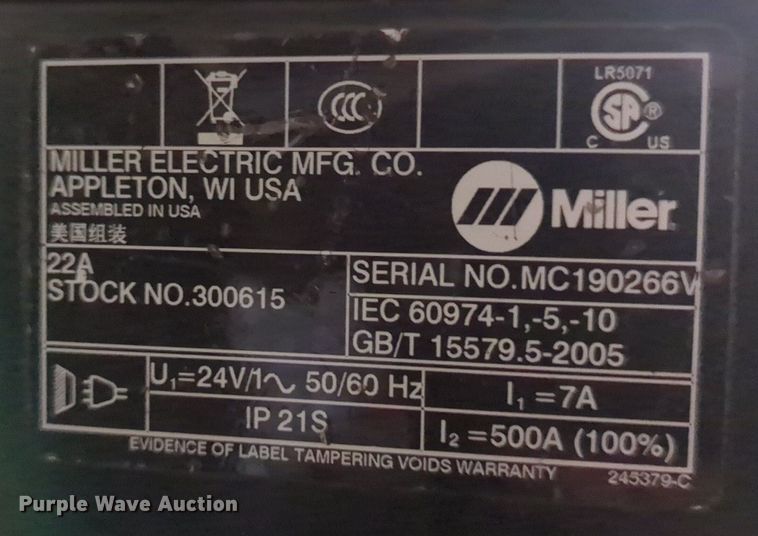 LR5071
CCC
SP ®
C US
MILLER ELECTRIC MFG. CO.
APPLETON, WI USA
ASSEMBLED IN USA
美国组装
Miller
22A
STOCK NO.300615
SERIAL NO.MC190266V
IEC 60974-1,-5,-10
GB/T 15579.5-2005
U1=24V/1~ 50/60 Hz
I1 =7A
IP 21S
I2 =500A (100%)
EVIDENCE OF LABEL TAMPERING VOIDS WARRANTY
245379-C
Purple Wave Auction